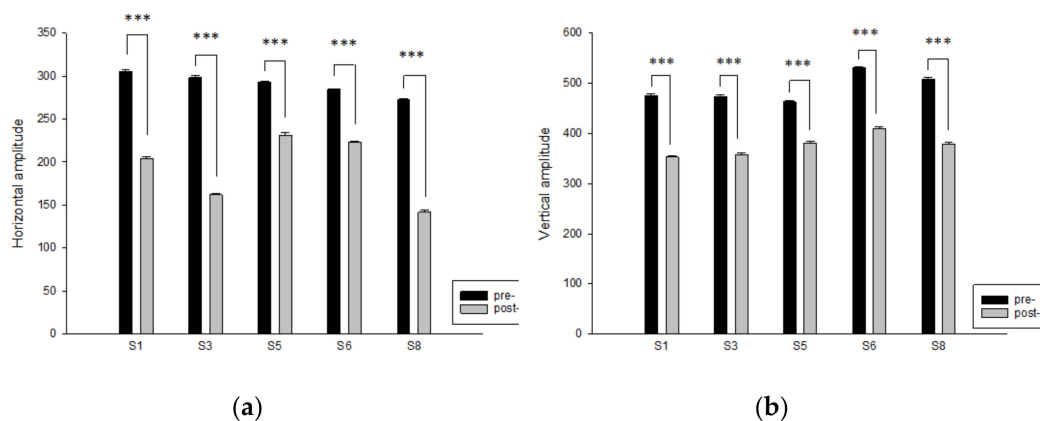 Horizontal amplitude
350
300
250
200
150
100
50
0
***
***
***
***
***
S1
S3
S5
S6
S8
pre-
post-
(a)
Vertical amplitude
600
500
400
300
200
100
0
***
***
***
***
***
S1
S3
S5
S6
S8
pre-
post-
(b)